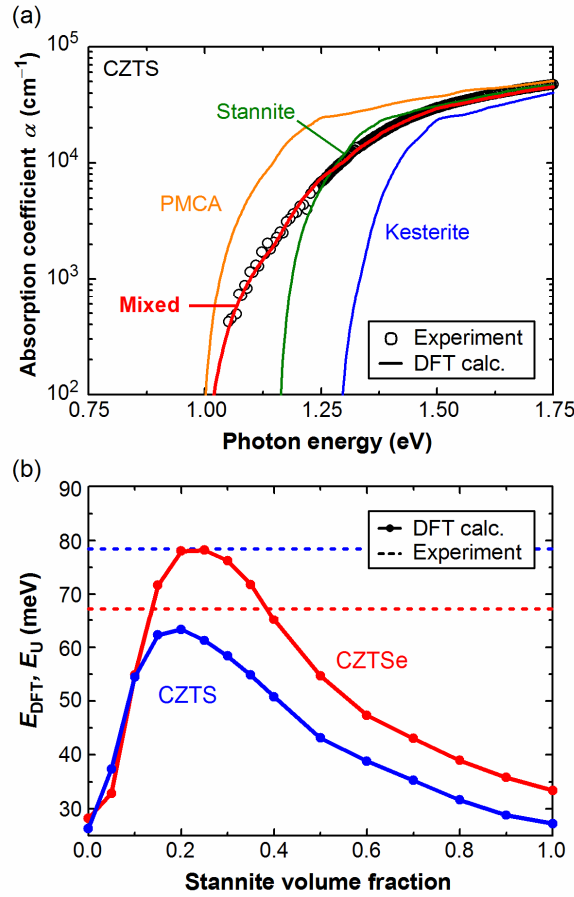 (a)
10⁵
10⁴
10³
10²
Absorption coefficient α (cm⁻¹)
CZTS
Stannite
PMCA
Kesterite
Mixed
Experiment
DFT calc.
0.75 1.00 1.25 1.50 1.75
Photon energy (eV)
(b)
90
80
70
60
50
40
30
E_DFT, E_U (meV)
DFT calc.
Experiment
CZTSe
CZTS
0.0 0.2 0.4 0.6 0.8 1.0
Stannite volume fraction